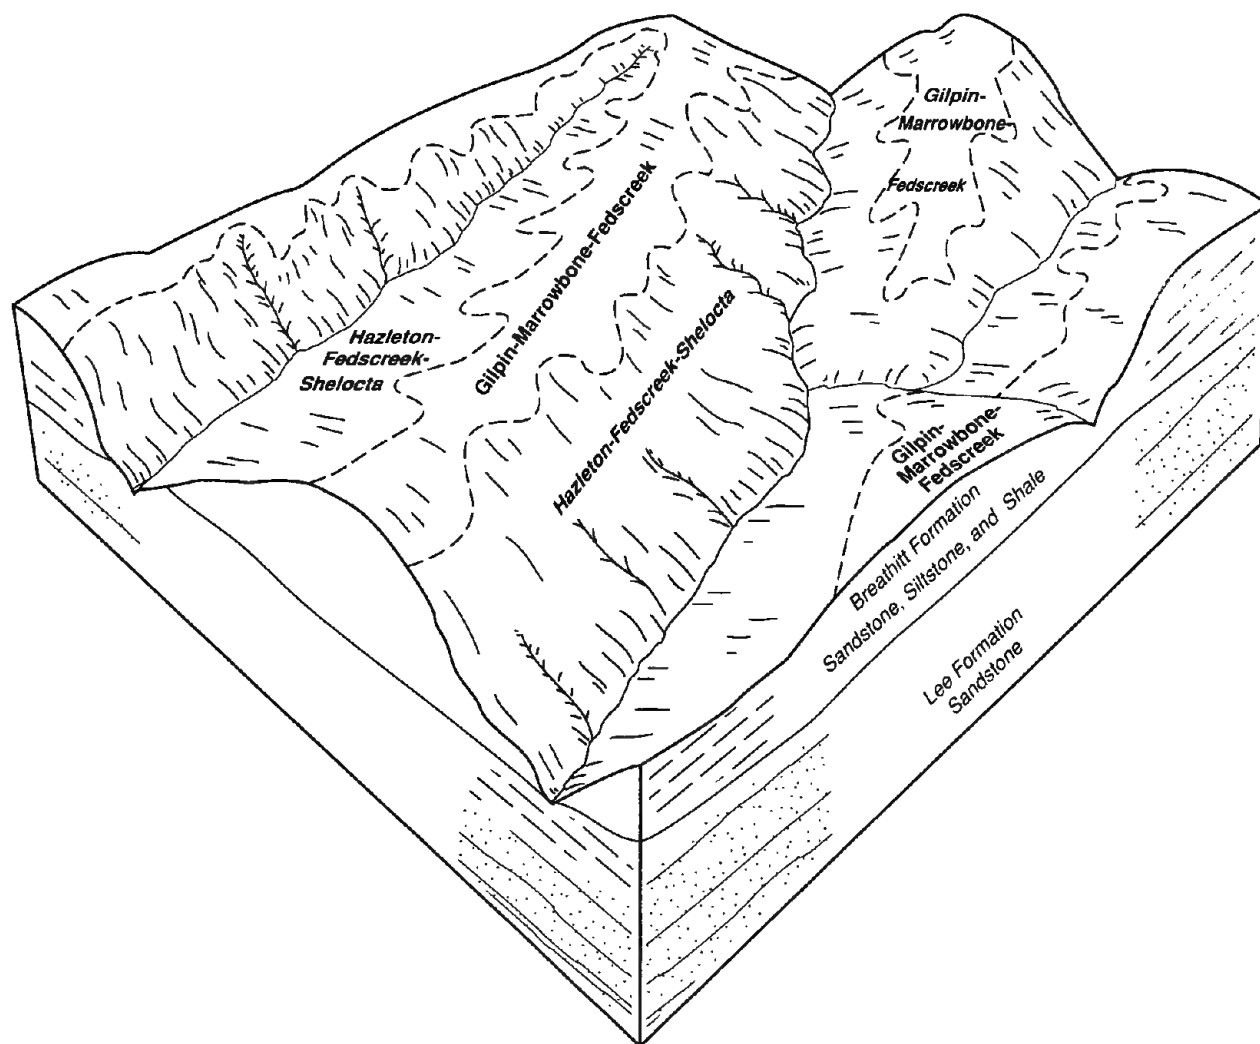 Gilpin-
Marrowbone-
Fedscreek
Gilpin-Marrowbone-Fedscreek
Hazleton-
Fedscreek-
Shelocta
Hazleton-Fedscreek-Shelocta
Gilpin-
Marrowbone-
Fedscreek
Breathitt Formation
Sandstone, Siltstone, and Shale
Lee Formation
Sandstone